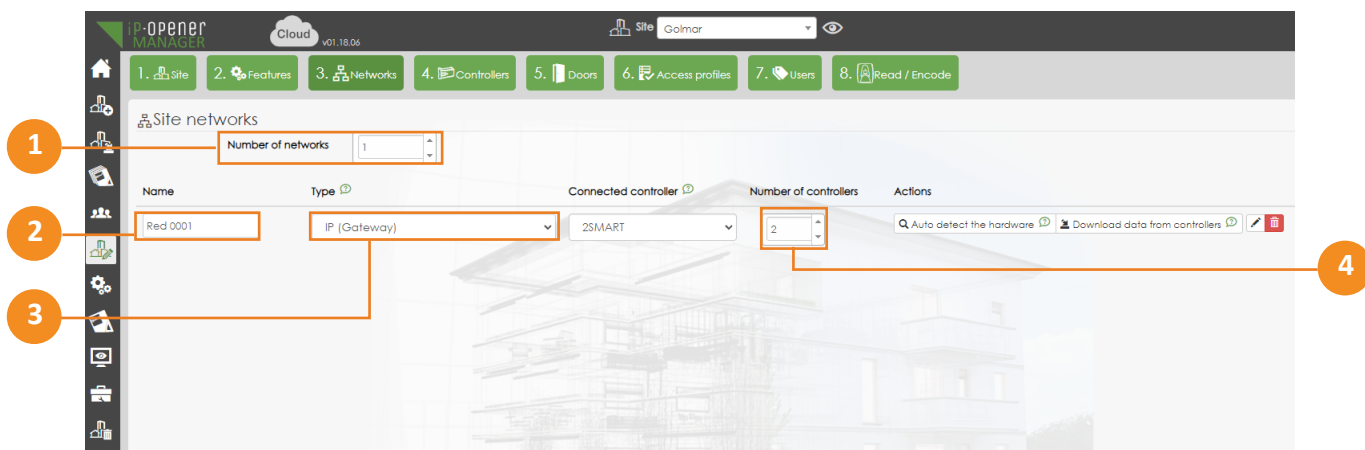 iP·OPENER
MANAGER
Cloud
v01.18.06
Site Golmar
1. Site
2. Features
3. Networks
4. Controllers
5. Doors
6. Access profiles
7. Users
8. Read / Encode
Site networks
1
Number of networks 1
Name Type Connected controller Number of controllers Actions
2
Red 0001 IP (Gateway) 2SMART 2 Auto detect the hardware Download data from controllers
4
3